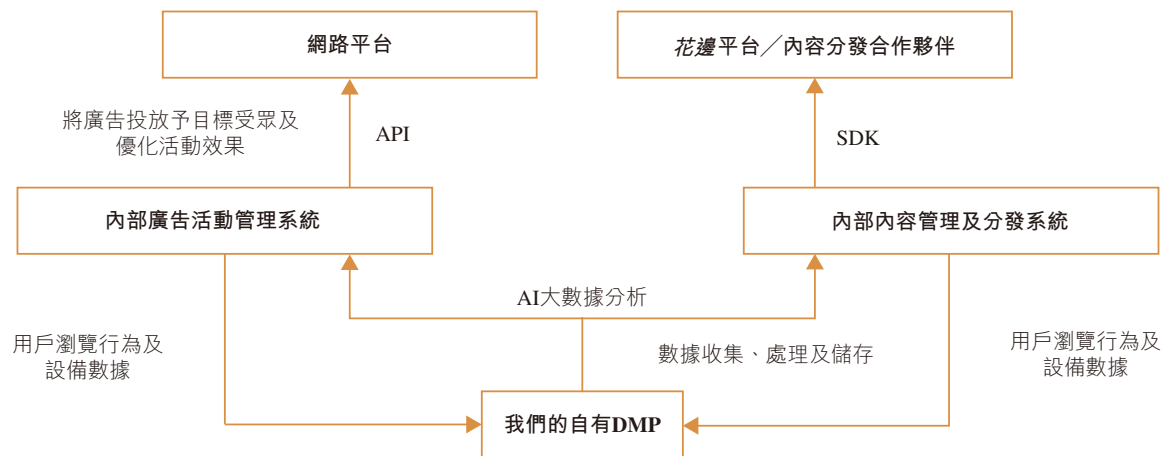 網路平台
花邊平台╱內容分發合作夥伴
將廣告投放予目標受眾及
優化活動效果
API
SDK
內部廣告活動管理系統
內部內容管理及分發系統
AI大數據分析
用戶瀏覽行為及
設備數據
數據收集、處理及儲存
用戶瀏覽行為及
設備數據
我們的自有DMP